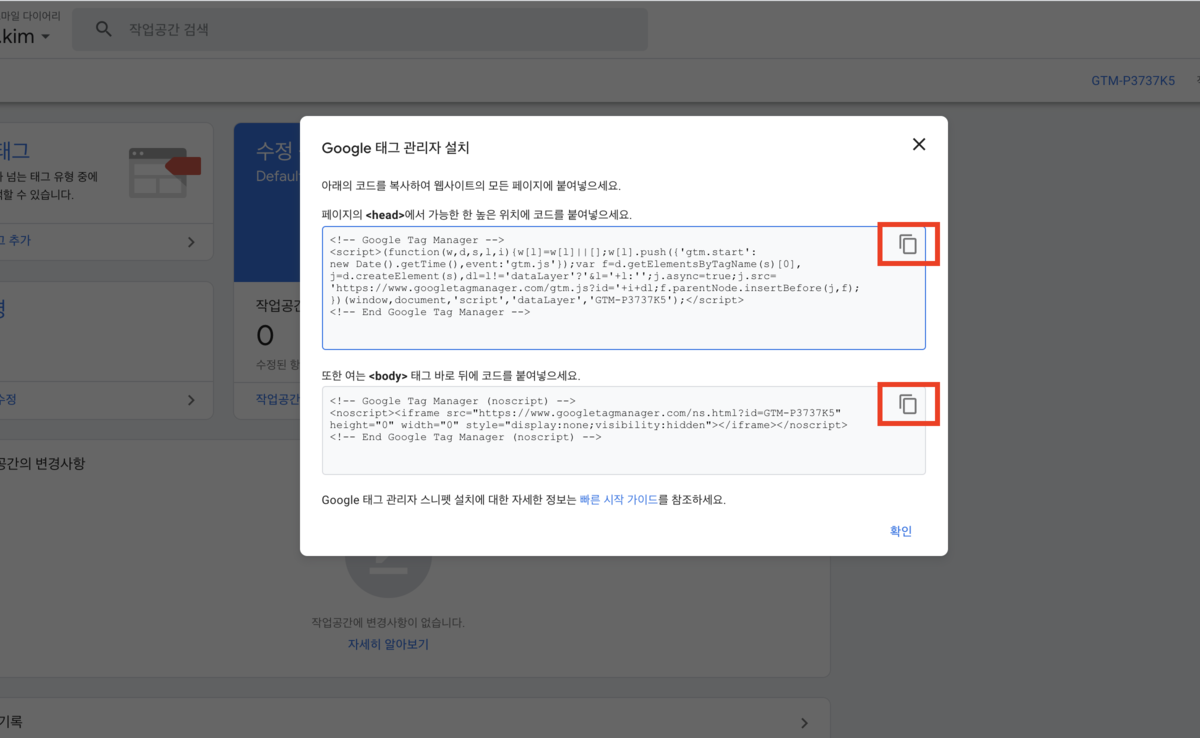 마일 다이어리
.kim
작업공간 검색
GTM-P3737K5
태그
넘는 태그 유형 중에
할 수 있습니다.
추가
수정
Defaul
작업공간
0
수정된 항
작업공간
수정
공간의 변경사항
Google 태그 관리자 설치
아래의 코드를 복사하여 웹사이트의 모든 페이지에 붙여넣으세요.
페이지의 <head>에서 가능한 한 높은 위치에 코드를 붙여넣으세요.
<!-- Google Tag Manager -->
<script>(function(w,d,s,l,i){w[l]=w[l]||[];w[l].push({'gtm.start':
new Date().getTime(),event:'gtm.js'});var f=d.getElementsByTagName(s)[0],
j=d.createElement(s),dl=l!='dataLayer'?'&l='+l:'';j.async=true;j.src=
'https://www.googletagmanager.com/gtm.js?id='+i+dl;f.parentNode.insertBefore(j,f);
})(window,document,'script','dataLayer','GTM-P3737K5');</script>
<!-- End Google Tag Manager -->
또한 여는 <body> 태그 바로 뒤에 코드를 붙여넣으세요.
<!-- Google Tag Manager (noscript) -->
<noscript><iframe src="https://www.googletagmanager.com/ns.html?id=GTM-P3737K5"
height="0" width="0" style="display:none;visibility:hidden"></iframe></noscript>
<!-- End Google Tag Manager (noscript) -->
Google 태그 관리자 스니펫 설치에 대한 자세한 정보는 빠른 시작 가이드를 참조하세요.
확인
작업공간에 변경사항이 없습니다.
자세히 알아보기
기록